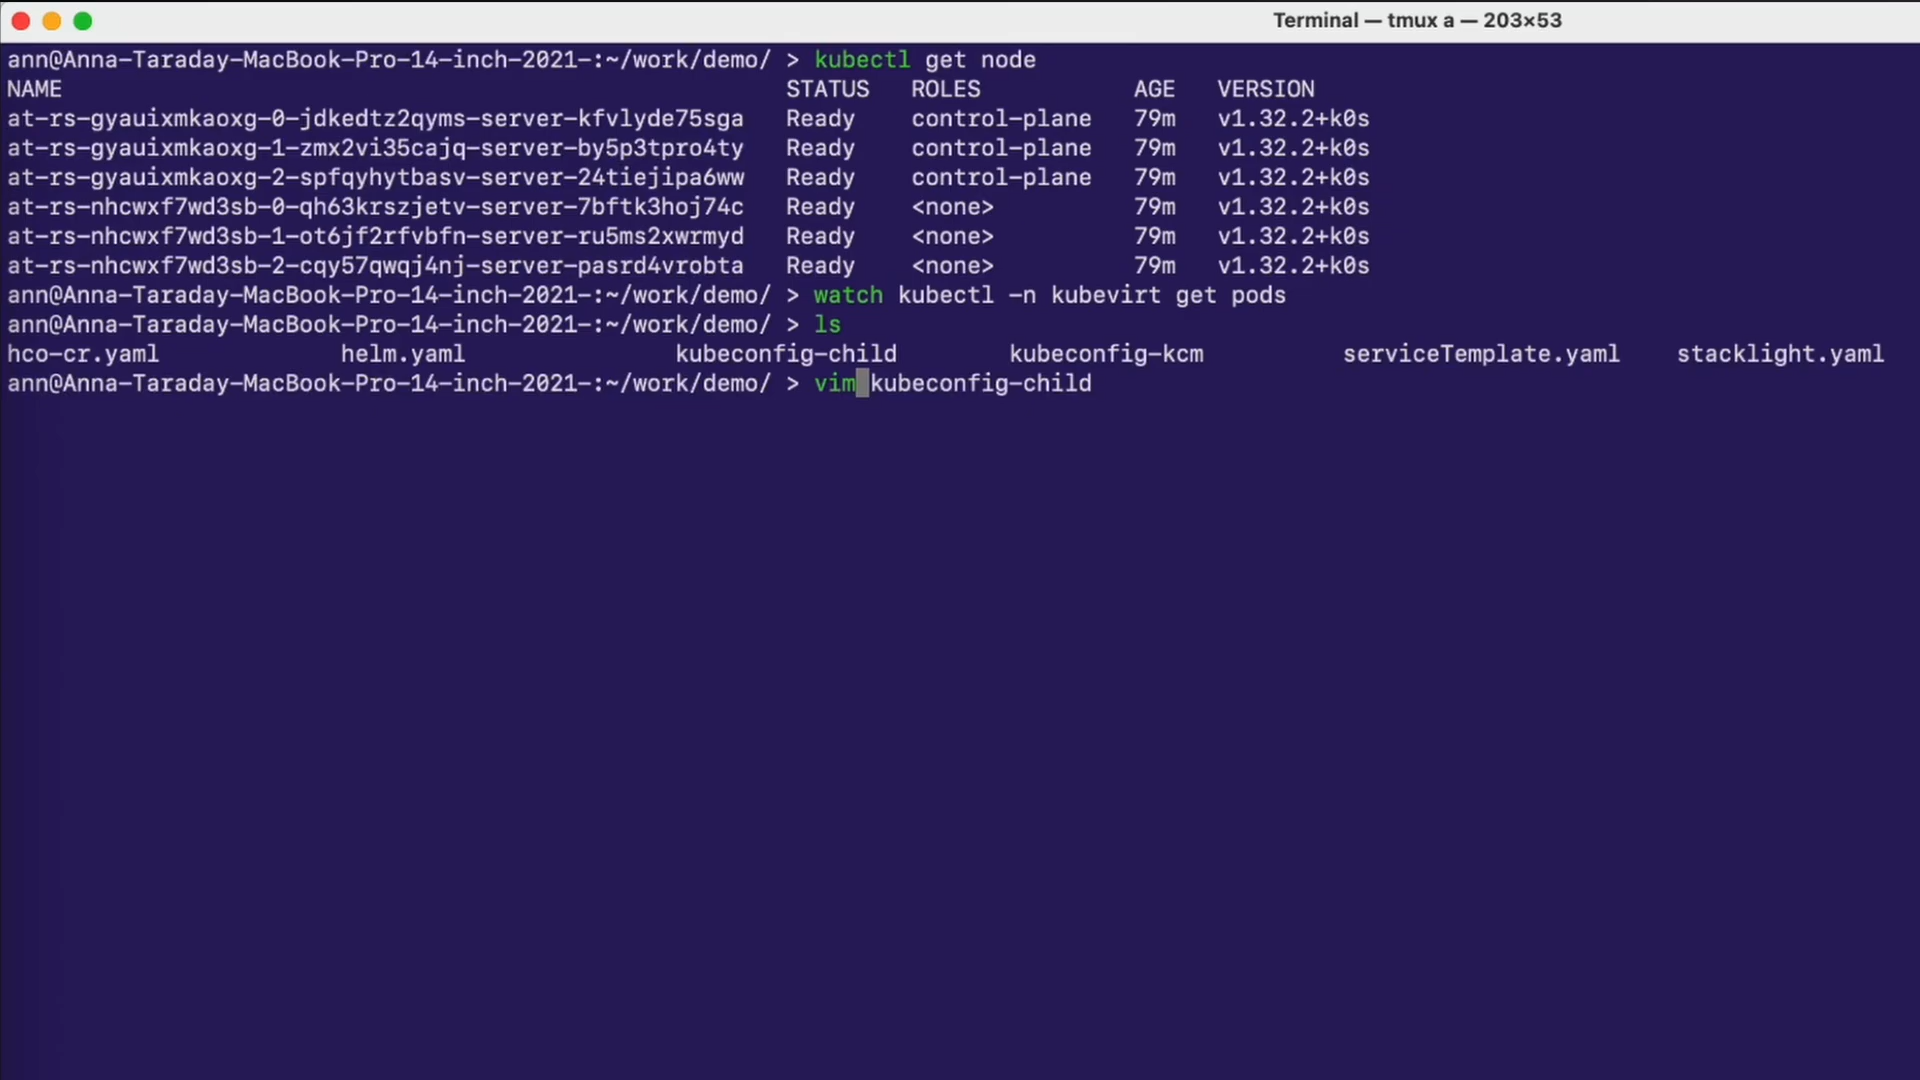 Terminal — tmux a — 203×53
ann@Anna-Taraday-MacBook-Pro-14-inch-2021-:~/work/demo/ > kubectl get node
NAME STATUS ROLES AGE VERSION
at-rs-gyauixmkaoxg-0-jdkedtz2qyms-server-kfvlyde75sga Ready control-plane 79m v1.32.2+k0s
at-rs-gyauixmkaoxg-1-zmx2vi35cajq-server-by5p3tpro4ty Ready control-plane 79m v1.32.2+k0s
at-rs-gyauixmkaoxg-2-spfqyhytbasv-server-24tiejipa6ww Ready control-plane 79m v1.32.2+k0s
at-rs-nhcwxf7wd3sb-0-qh63krszjetv-server-7bftk3hoj74c Ready <none> 79m v1.32.2+k0s
at-rs-nhcwxf7wd3sb-1-ot6jf2rfvbfn-server-ru5ms2xwrmyd Ready <none> 79m v1.32.2+k0s
at-rs-nhcwxf7wd3sb-2-cqy57qwqj4nj-server-pasrd4vrobta Ready <none> 79m v1.32.2+k0s
ann@Anna-Taraday-MacBook-Pro-14-inch-2021-:~/work/demo/ > watch kubectl -n kubevirt get pods
ann@Anna-Taraday-MacBook-Pro-14-inch-2021-:~/work/demo/ > ls
hco-cr.yaml helm.yaml kubeconfig-child kubeconfig-kcm serviceTemplate.yaml stacklight.yaml
ann@Anna-Taraday-MacBook-Pro-14-inch-2021-:~/work/demo/ > vim kubeconfig-child